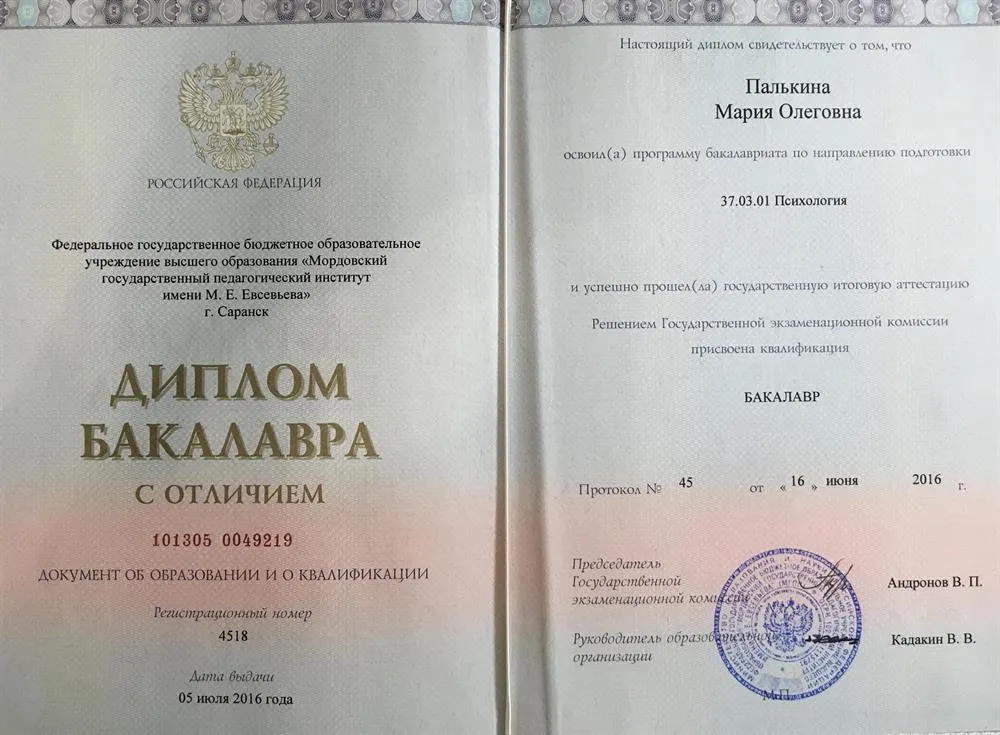 РОССИЙСКАЯ ФЕДЕРАЦИЯ
Федеральное государственное бюджетное образовательное
учреждение высшего образования «Мордовский
государственный педагогический институт
имени М. Е. Евсевьева»
г. Саранск
ДИПЛОМ
БАКАЛАВРА
С ОТЛИЧИЕМ
101305 0049219
ДОКУМЕНТ ОБ ОБРАЗОВАНИИ И О КВАЛИФИКАЦИИ
Регистрационный номер
4518
Дата выдачи
05 июля 2016 года
Настоящий диплом свидетельствует о том, что
Палькина
Мария Олеговна
освоил(а) программу бакалавриата по направлению подготовки
37.03.01 Психология
и успешно прошел(ла) государственную итоговую аттестацию
Решением Государственной экзаменационной комиссии
присвоена квалификация
БАКАЛАВР
Протокол № 45 от « 16 » июня 2016 г.
Председатель
Государственной
экзаменационной комиссии
Андронов В. П.
Руководитель образовательной
организации
Кадакин В. В.
М.П.